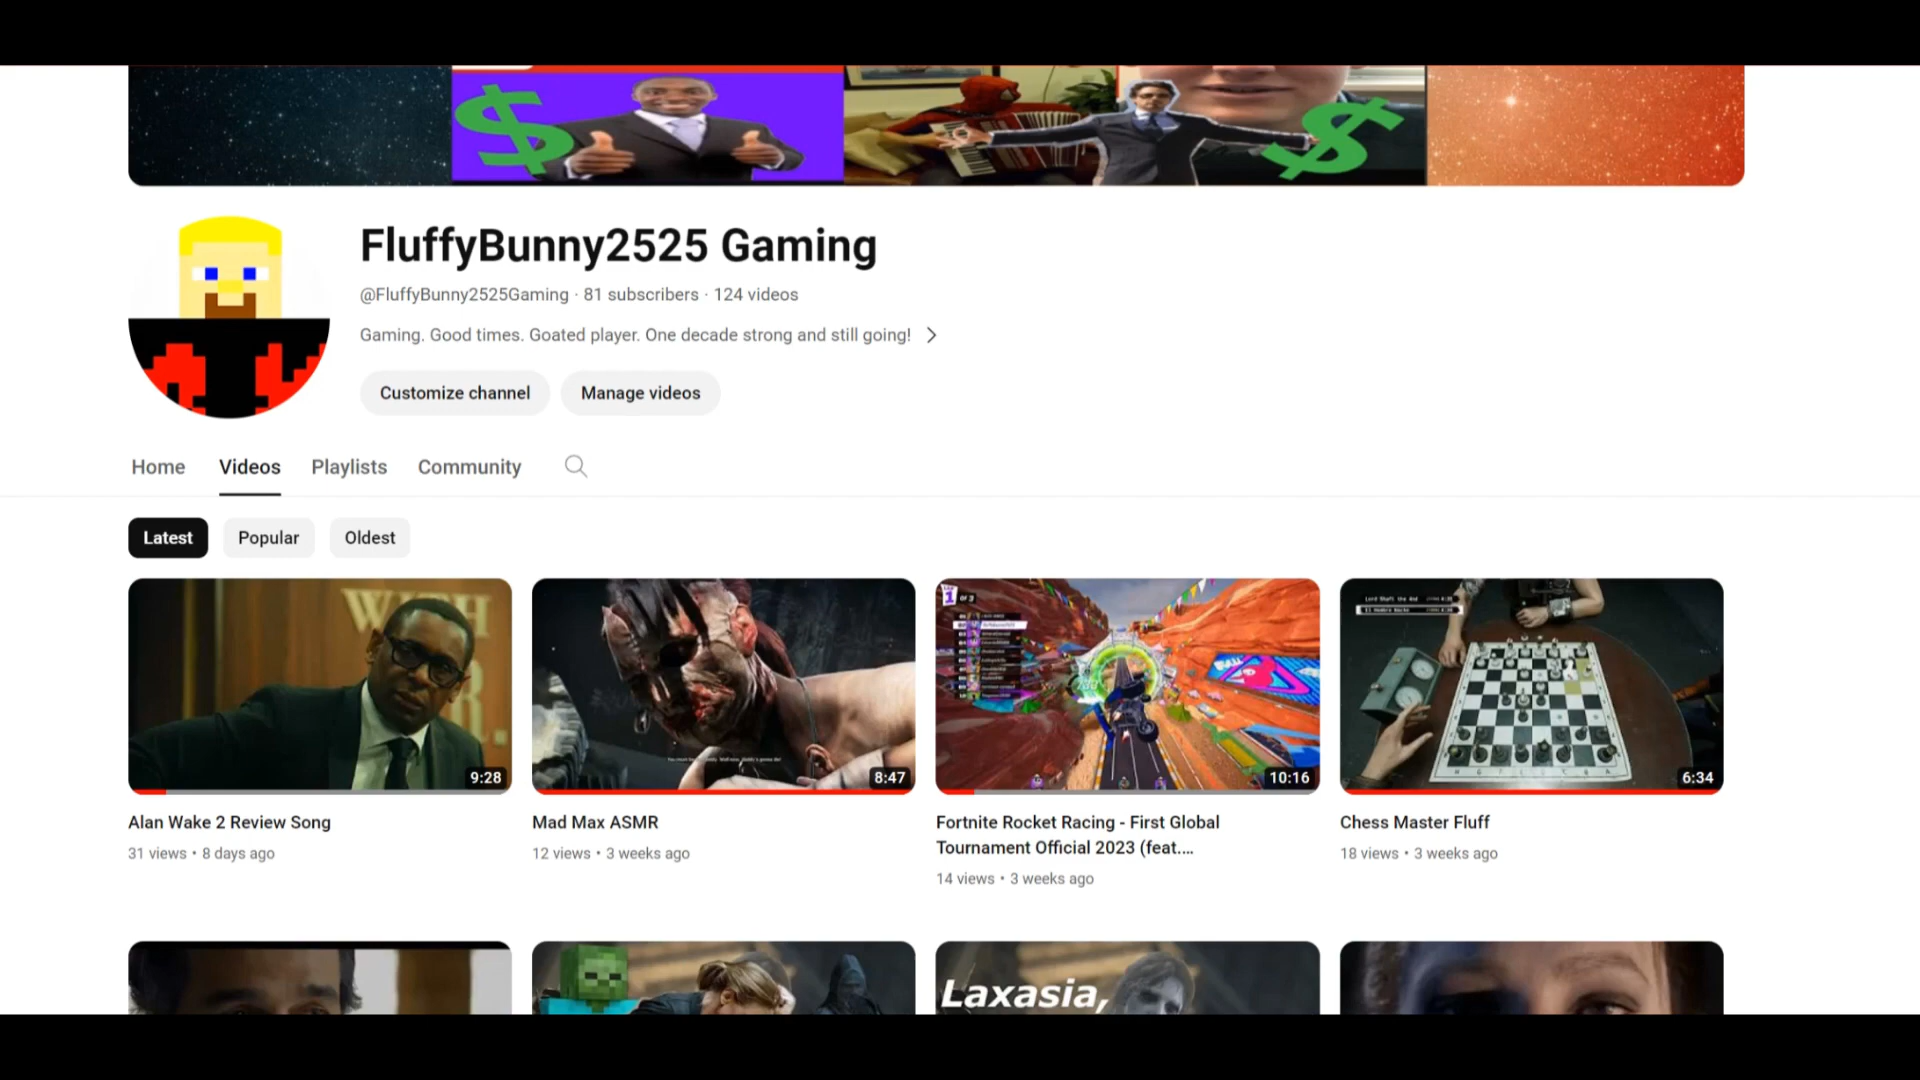 FluffyBunny2525 Gaming
@FluffyBunny2525Gaming · 81 subscribers · 124 videos
Gaming. Good times. Goated player. One decade strong and still going!
Customize channel Manage videos
Home Videos Playlists Community
Latest Popular Oldest
WITH
1 OF 3
9:28 8:47 10:16 6:34
Alan Wake 2 Review Song
31 views • 8 days ago
Mad Max ASMR
12 views • 3 weeks ago
Fortnite Rocket Racing - First Global
Tournament Official 2023 (feat....
14 views • 3 weeks ago
Chess Master Fluff
18 views • 3 weeks ago
Laxasia,